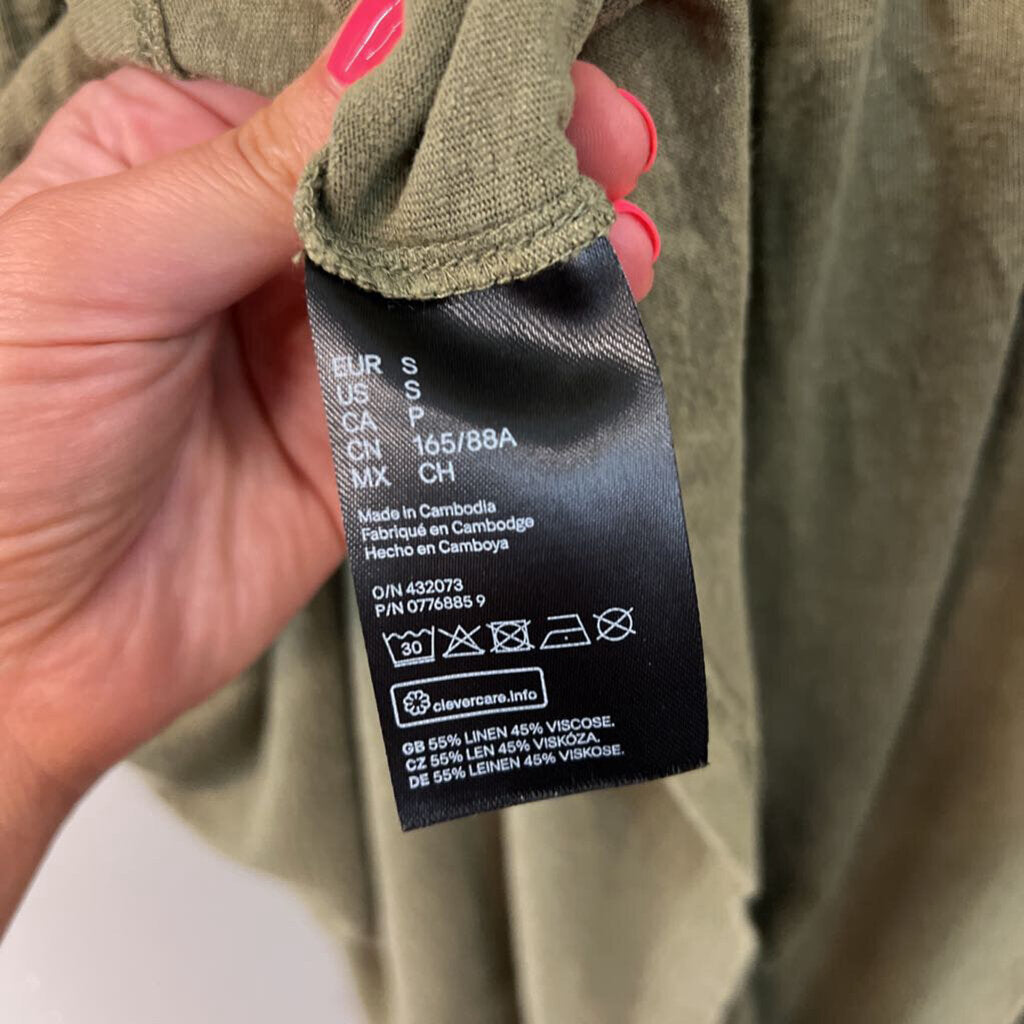 EUR S
US S
CA P
CN 165/88A
MX CH
Made in Cambodia
Fabriqué en Cambodge
Hecho en Camboya
O/N 432073
P/N 0776885 9
30
clevercare.info
GB 55% LINEN 45% VISCOSE.
CZ 55% LEN 45% VISKÓZA.
DE 55% LEINEN 45% VISKOSE.